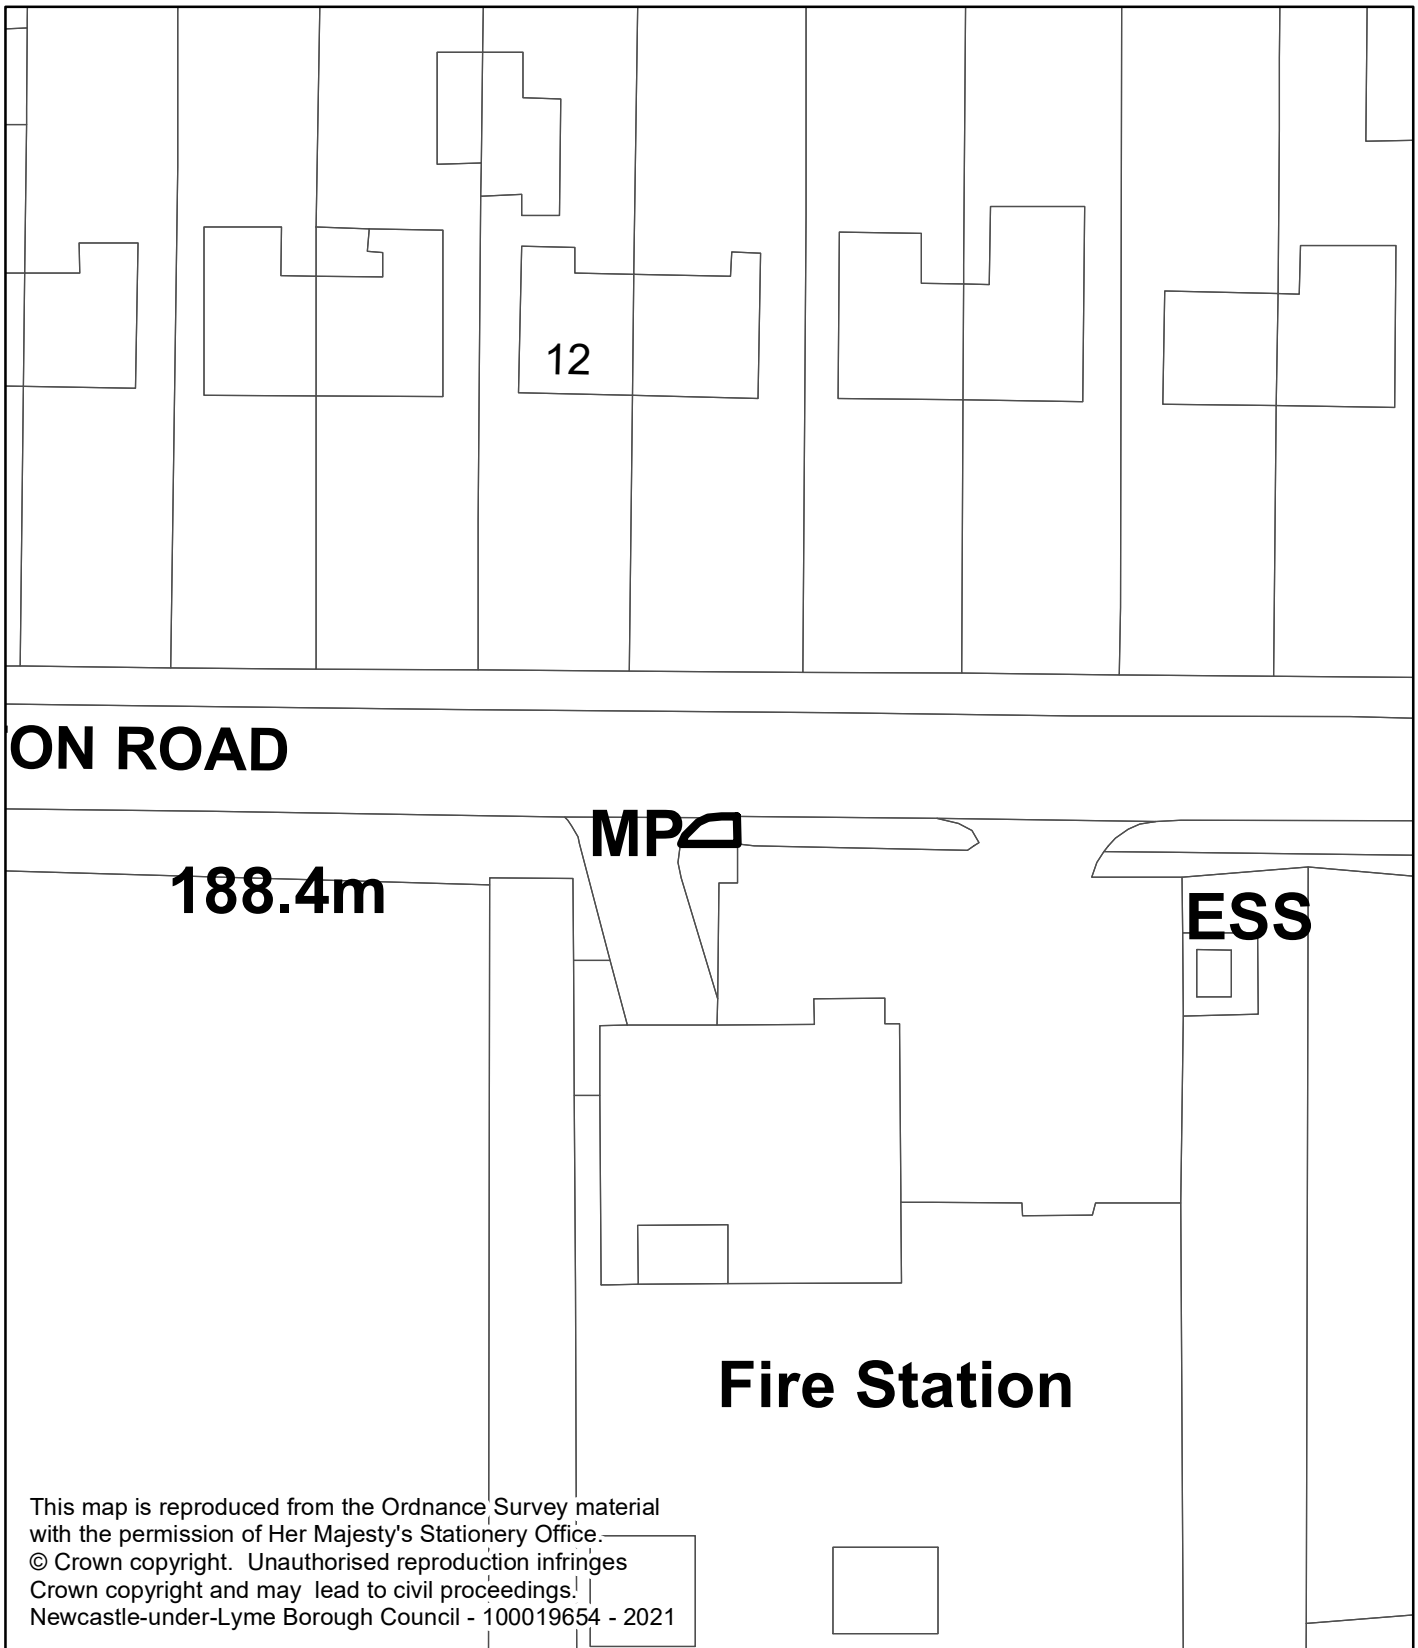 12
ON ROAD
MP
188.4m
ESS
Fire Station
This map is reproduced from the Ordnance Survey material
with the permission of Her Majesty's Stationery Office.
© Crown copyright.  Unauthorised reproduction infringes
Crown copyright and may  lead to civil proceedings.
Newcastle-under-Lyme Borough Council - 100019654 - 2021